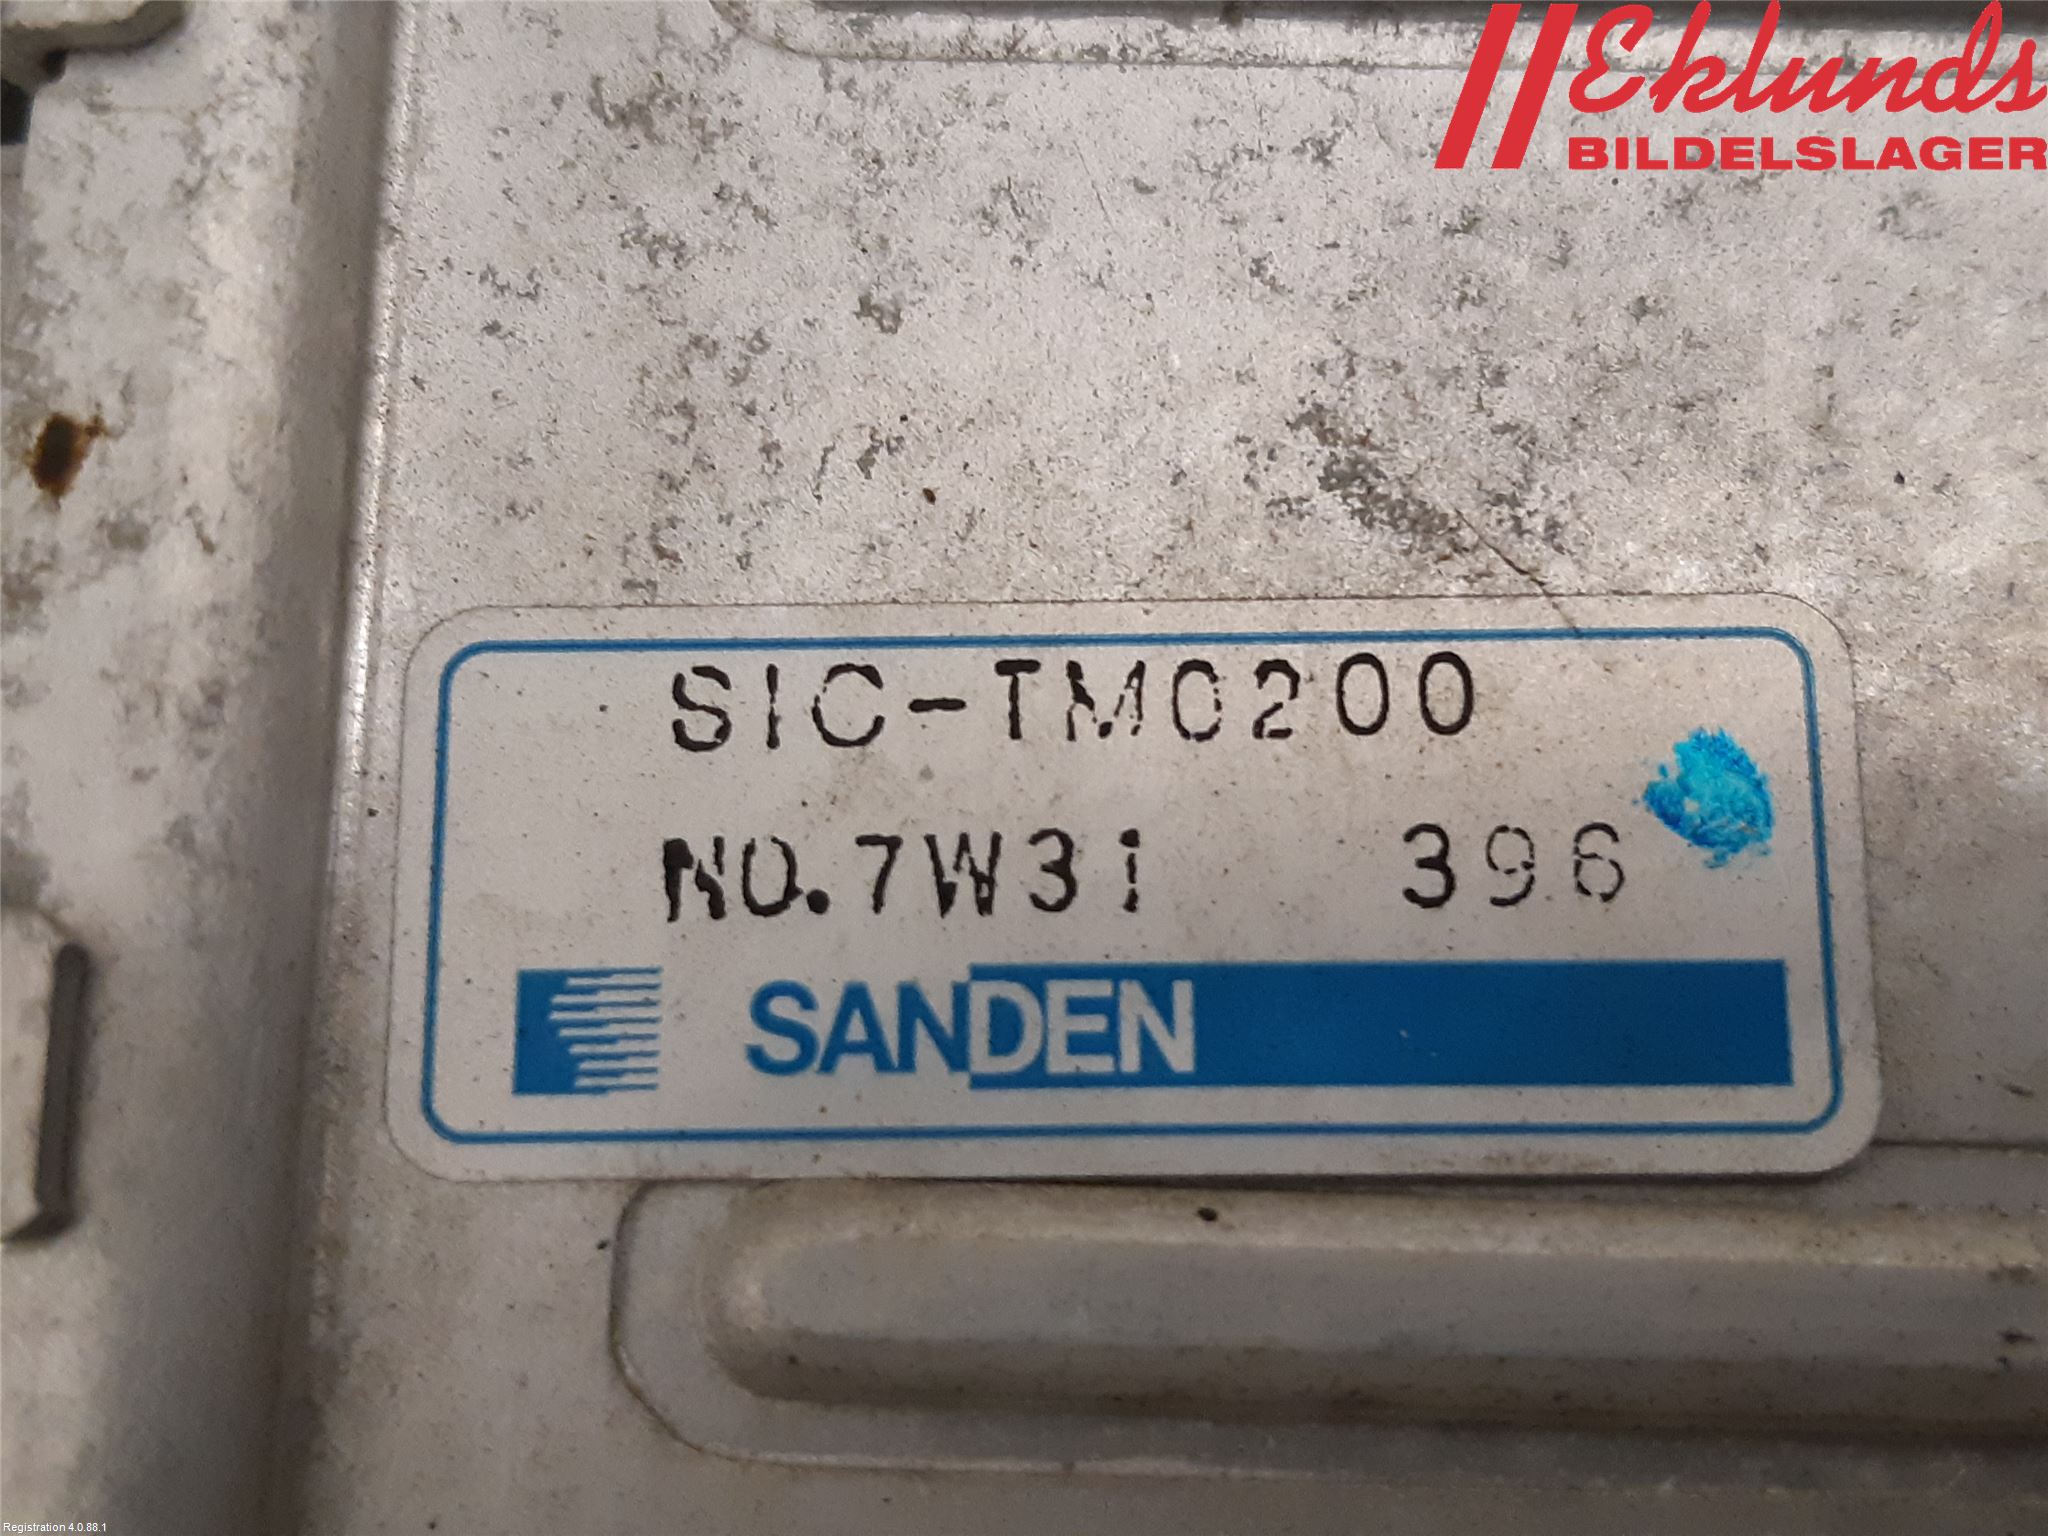 Eklunds
BILDELSLAGER
SIC-TM0200
NO.7W31 396
SANDEN
Registration 4.0.88.1